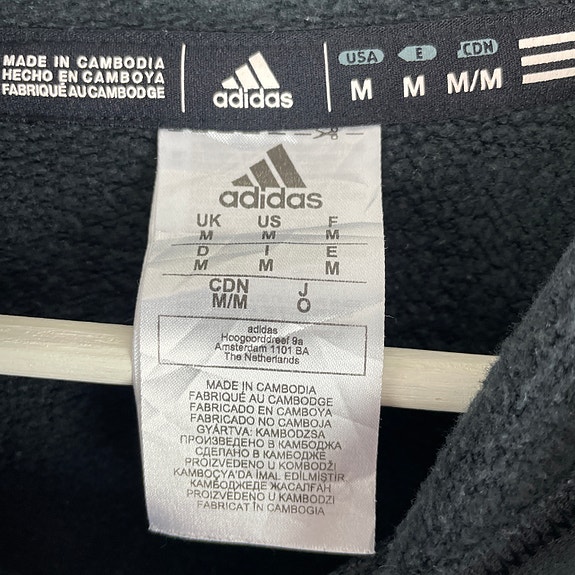 MADE IN CAMBODIA
HECHO EN CAMBOYA
FABRIQUÉ AU CAMBODGE
adidas
USA E CDN
M M M/M
adidas
UK US F
M M M
D I E
M M M
CDN J
M/M O
adidas
Hoogoorddreef 9a
Amsterdam 1101 BA
The Netherlands
MADE IN CAMBODIA
FABRIQUÉ AU CAMBODGE
FABRICADO EN CAMBOYA
FABRICADO NO CAMBOJA
GYÁRTVA: KAMBODZSA
ПРОИЗВЕДЕНО В КАМБОДЖА
СДЕЛАНО В КАМБОДЖЕ
PROIZVEDENO U KOMBODŽI
KAMBOÇYA'DA İMAL EDİLMİŞTİR
КАМБОДЖЕДЕ ЖАСАЛҒАН
PROIZVEDENO U KAMBODZI
FABRICAT ÎN CAMBOGIA